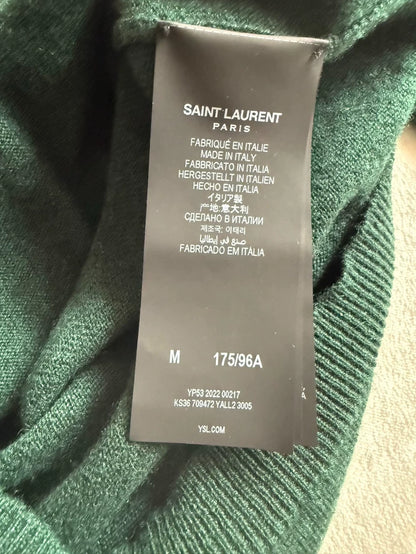 SAINT LAURENT
PARIS
FABRIQUÉ EN ITALIE
MADE IN ITALY
FABBRICATO IN ITALIA
HERGESTELLT IN ITALIEN
HECHO EN ITALIA
イタリア製
产地:意大利
СДЕЛАНО В ИТАЛИИ
제조국: 이태리
صنع في إيطاليا
FABRICADO EM ITÁLIA
M 175/96A
YP53 2022 00217
KS36 709472 YALL2 3005
YSL.COM